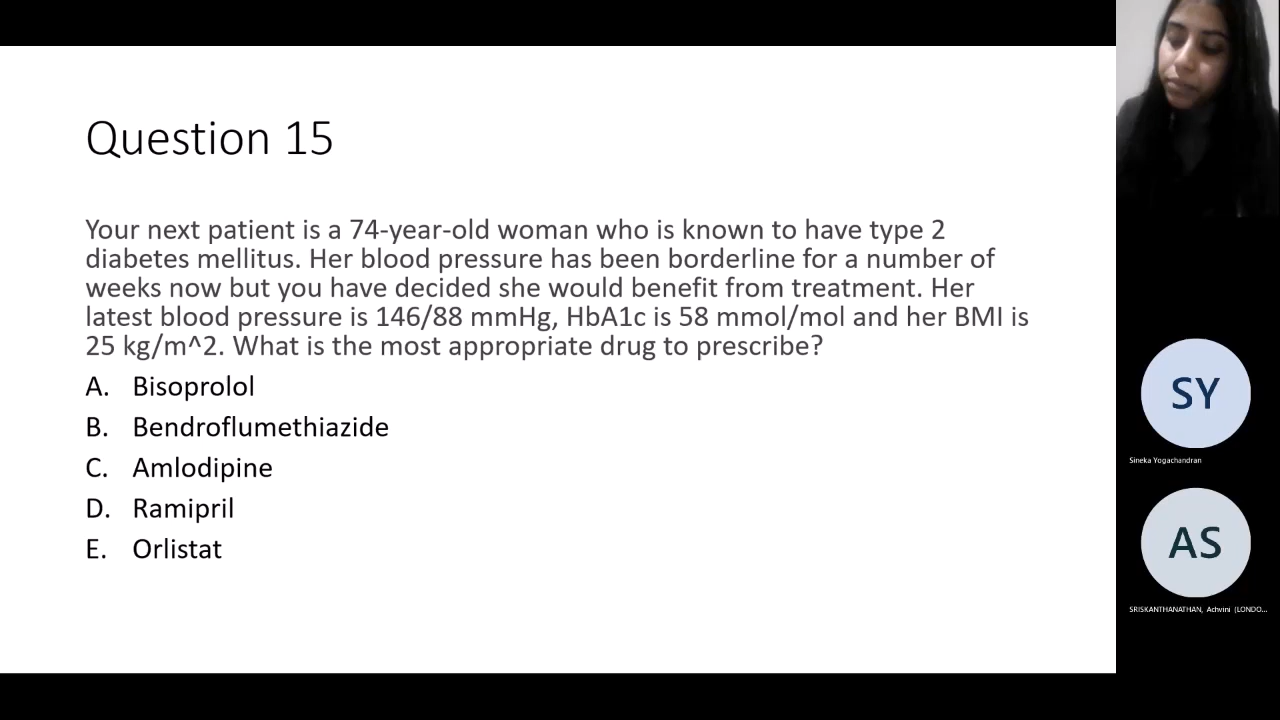 Question 15
Your next patient is a 74-year-old woman who is known to have type 2
diabetes mellitus. Her blood pressure has been borderline for a number of
weeks now but you have decided she would benefit from treatment. Her
latest blood pressure is 146/88 mmHg, HbA1c is 58 mmol/mol and her BMI is
25 kg/m^2. What is the most appropriate drug to prescribe?
A. Bisoprolol
B. Bendroflumethiazide
C. Amlodipine
D. Ramipril
E. Orlistat
SY
Sineka Yogachandran
AS
SRISKANTHANATHAN, Achvini (LONDO...